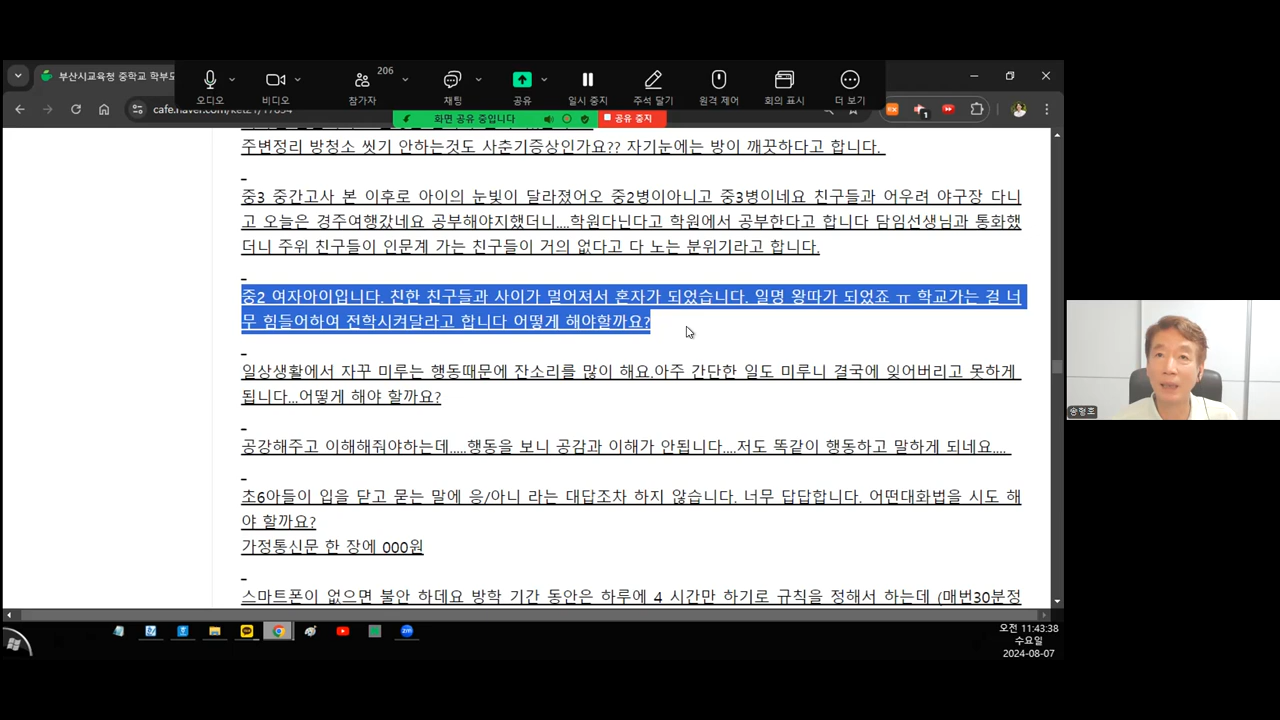 부산시교육청 중학교 학부모
206
오디오
비디오
참가자
채팅
공유
일시 중지
주석 달기
원격 제어
회의 표시
더 보기
화면 공유 중입니다
공유 중지
주변정리 방청소 씻기 안하는것도 사춘기증상인가요?? 자기눈에는 방이 깨끗하다고 합니다.
중3 중간고사 본 이후로 아이의 눈빛이 달라졌어오 중2병이아니고 중3병이네요 친구들과 어우려 야구장 다니
고 오늘은 경주여행갔네요 공부해야지했더니....학원다닌다고 학원에서 공부한다고 합니다 담임선생님과 통화했
더니 주위 친구들이 인문계 가는 친구들이 거의 없다고 다 노는 분위기라고 합니다.
중2 여자아이입니다. 친한 친구들과 사이가 멀어져서 혼자가 되었습니다. 일명 왕따가 되었죠 ㅠ 학교가는 걸 너
무 힘들어하여 전학시켜달라고 합니다 어떻게 해야할까요?
일상생활에서 자꾸 미루는 행동때문에 잔소리를 많이 해요.아주 간단한 일도 미루니 결국에 잊어버리고 못하게
됩니다...어떻게 해야 할까요?
공강해주고 이해해줘야하는데.....행동을 보니 공감과 이해가 안됩니다....저도 똑같이 행동하고 말하게 되네요....
초6아들이 입을 닫고 묻는 말에 응/아니 라는 대답조차 하지 않습니다. 너무 답답합니다. 어떤대화법을 시도 해
야 할까요?
가정통신문 한 장에 000원
스마트폰이 없으면 불안 하데요 방학 기간 동안은 하루에 4 시간만 하기로 규칙을 정해서 하는데 (매번30분정
오전 11:43:38
수요일
2024-08-07
송형호